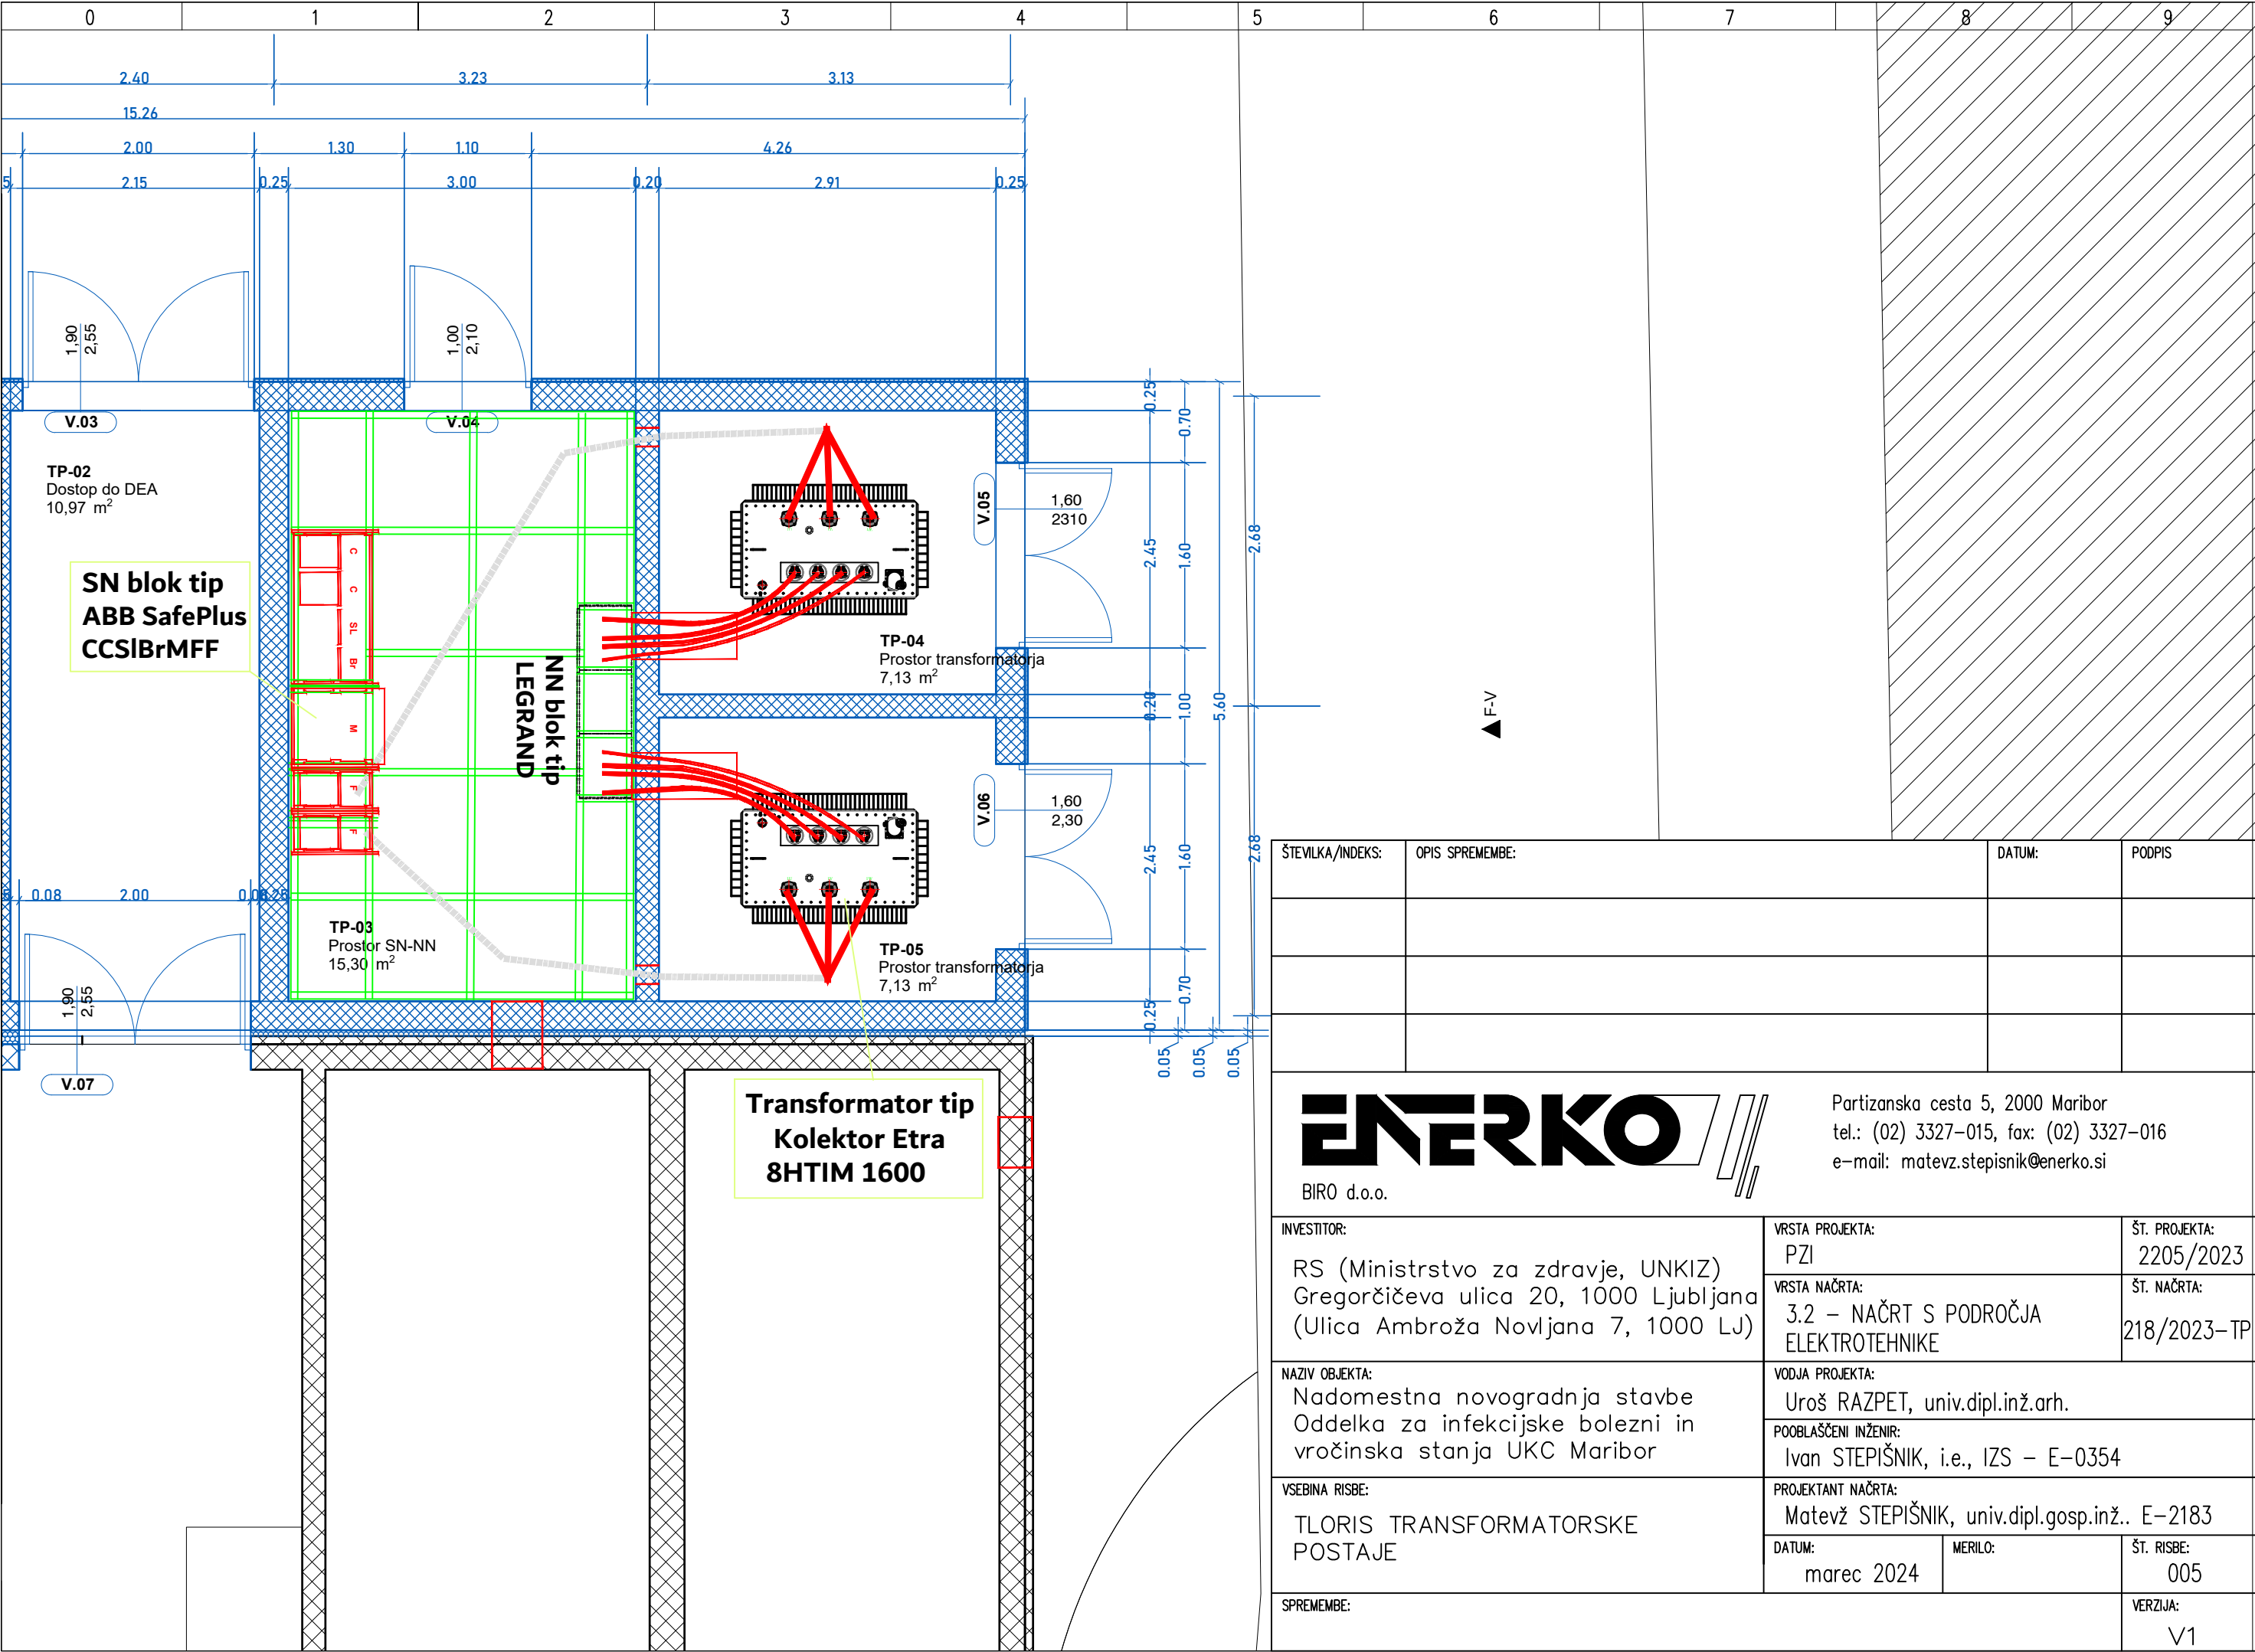 0 1 2 3 4 5 6 7 8 9
2.40 3.23 3.13
15.26
2.00 1.30 1.10 4.26
5 2.15 0.25 3.00 0.20 2.91 0.25
1,90
2,55
1,00
2,10
V.03
V.04
TP-02
Dostop do DEA
10,97 m²
SN blok tip
ABB SafePlus
CCSlBrMFF
C
C
SL
Br
M
F
F
NN blok tip
LEGRAND
V.05
1,60
2310
TP-04
Prostor transformatorja
7,13 m²
V.06
1,60
2,30
TP-05
Prostor transformatorja
7,13 m²
TP-03
Prostor SN-NN
15,30 m²
0.08 2.00
1,90
2,55
V.07
0.25 2.45 0.20 2.45 0.25
0.70 1.60 1.00 1.60 0.70
5.60
2.68 2.68
0.05 0.05 0.05
F-V
Transformator tip
Kolektor Etra
8HTIM 1600
ŠTEVILKA/INDEKS: OPIS SPREMEMBE: DATUM: PODPIS
ENERKO
BIRO d.o.o.
Partizanska cesta 5, 2000 Maribor
tel.: (02) 3327-015, fax: (02) 3327-016
e-mail: matevz.stepisnik@enerko.si
INVESTITOR:
RS (Ministrstvo za zdravje, UNKIZ)
Gregorčičeva ulica 20, 1000 Ljubljana
(Ulica Ambroža Novljana 7, 1000 LJ)
VRSTA PROJEKTA:
PZI
ŠT. PROJEKTA:
2205/2023
VRSTA NAČRTA:
3.2 - NAČRT S PODROČJA
ELEKTROTEHNIKE
ŠT. NAČRTA:
218/2023-TP
NAZIV OBJEKTA:
Nadomestna novogradnja stavbe
Oddelka za infekcijske bolezni in
vročinska stanja UKC Maribor
VODJA PROJEKTA:
Uroš RAZPET, univ.dipl.inž.arh.
POOBLAŠČENI INŽENIR:
Ivan STEPIŠNIK, i.e., IZS - E-0354
VSEBINA RISBE:
TLORIS TRANSFORMATORSKE
POSTAJE
PROJEKTANT NAČRTA:
Matevž STEPIŠNIK, univ.dipl.gosp.inž.. E-2183
DATUM:
marec 2024
MERILO:
ŠT. RISBE:
005
SPREMEMBE:
VERZIJA:
V1